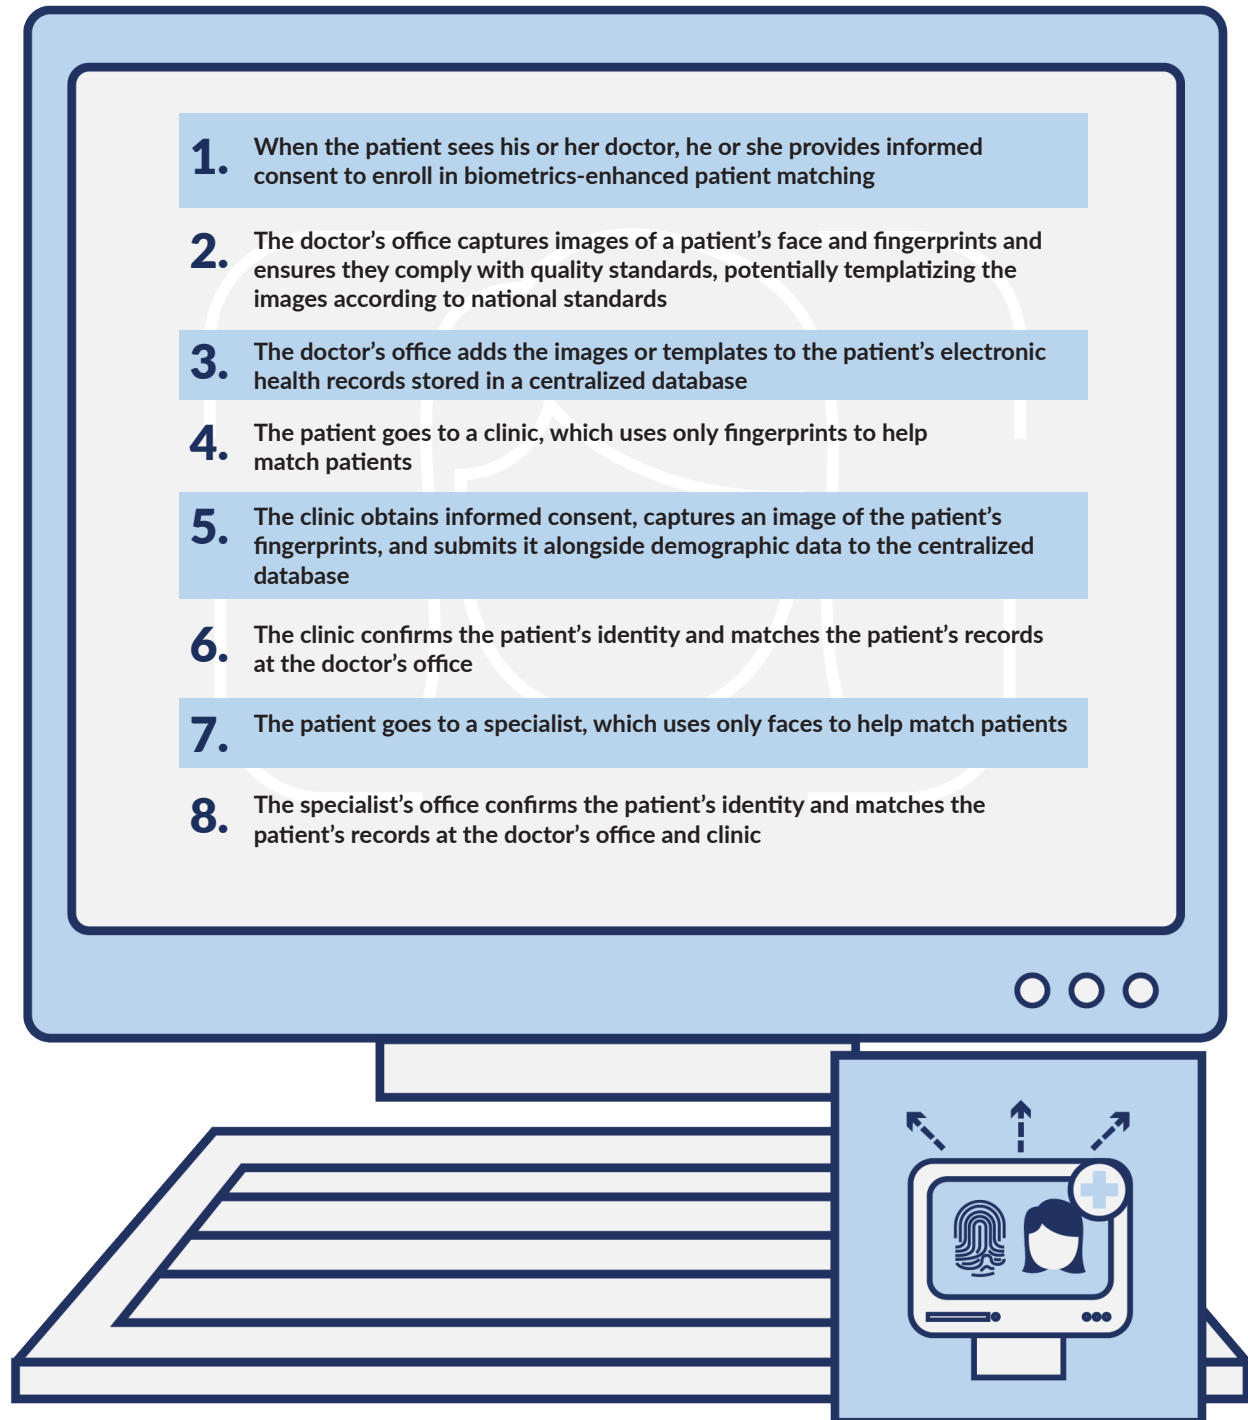 1. When the patient sees his or her doctor, he or she provides informed
consent to enroll in biometrics-enhanced patient matching
2. The doctor’s office captures images of a patient’s face and fingerprints and
ensures they comply with quality standards, potentially templatizing the
images according to national standards
3. The doctor’s office adds the images or templates to the patient’s electronic
health records stored in a centralized database
4. The patient goes to a clinic, which uses only fingerprints to help
match patients
5. The clinic obtains informed consent, captures an image of the patient’s
fingerprints, and submits it alongside demographic data to the centralized
database
6. The clinic confirms the patient’s identity and matches the patient’s records
at the doctor’s office
7. The patient goes to a specialist, which uses only faces to help match patients
8. The specialist’s office confirms the patient’s identity and matches the
patient’s records at the doctor’s office and clinic